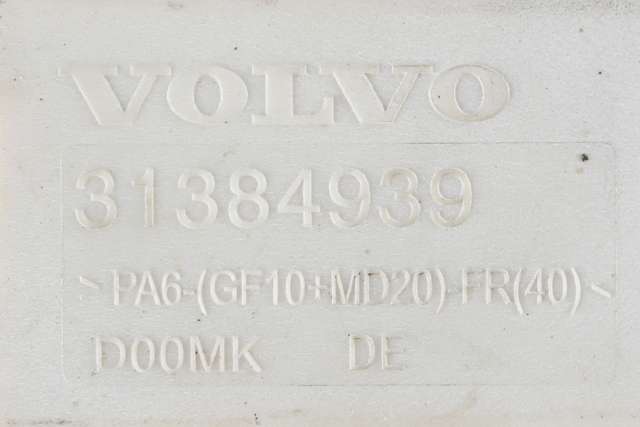 VOLVO
31384939
>PA6-(GF10+MD20) FR(40)<
D00MK DE